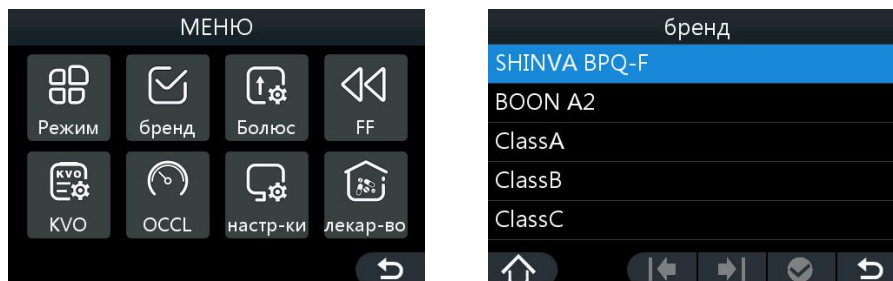 МЕНЮ
Режим бренд Болюс FF
KVO
KVO OCCL настр-ки лекар-во
бренд
SHINVA BPQ-F
BOON A2
ClassA
ClassB
ClassC